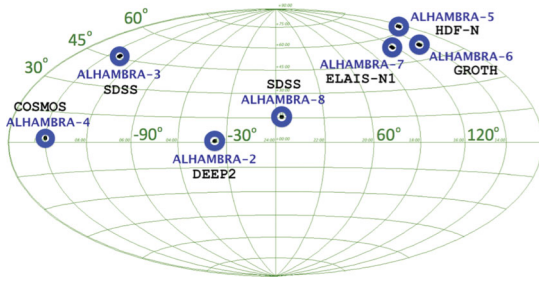 60°
45°
30°
ALHAMBRA-5
HDF-N
ALHAMBRA-6
GROTH
ALHAMBRA-7
ELAIS-N1
ALHAMBRA-3
SDSS
SDSS
ALHAMBRA-8
COSMOS
ALHAMBRA-4
-90°
-30°
60°
120°
ALHAMBRA-2
DEEP2